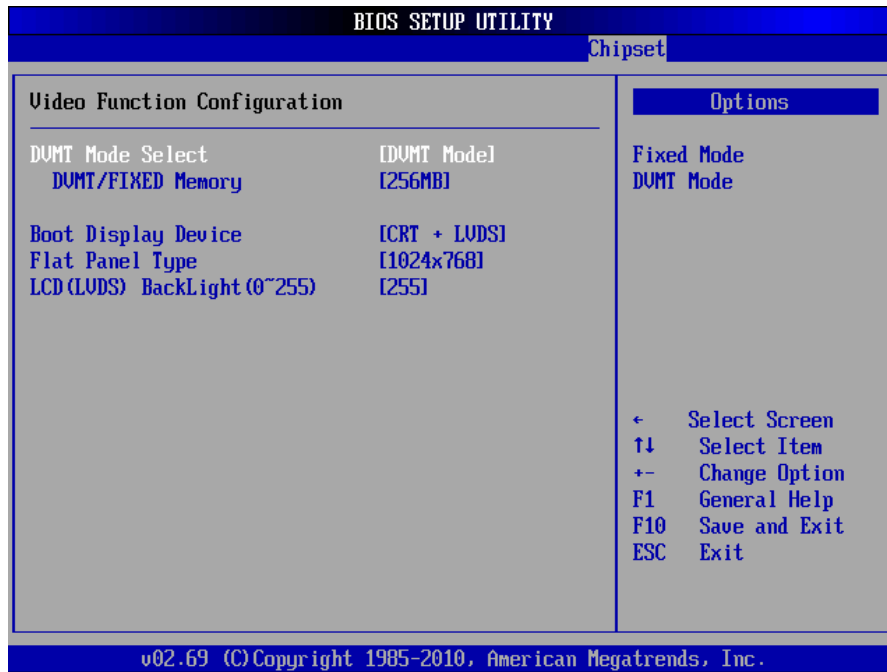 BIOS SETUP UTILITY
Chipset
Video Function Configuration
DVMT Mode Select [DVMT Mode]
DVMT/FIXED Memory [256MB]
Boot Display Device [CRT + LVDS]
Flat Panel Type [1024x768]
LCD(LVDS) BackLight(0~255) [255]
Options
Fixed Mode
DVMT Mode
← Select Screen
↑↓ Select Item
+- Change Option
F1 General Help
F10 Save and Exit
ESC Exit
v02.69 (C)Copyright 1985-2010, American Megatrends, Inc.